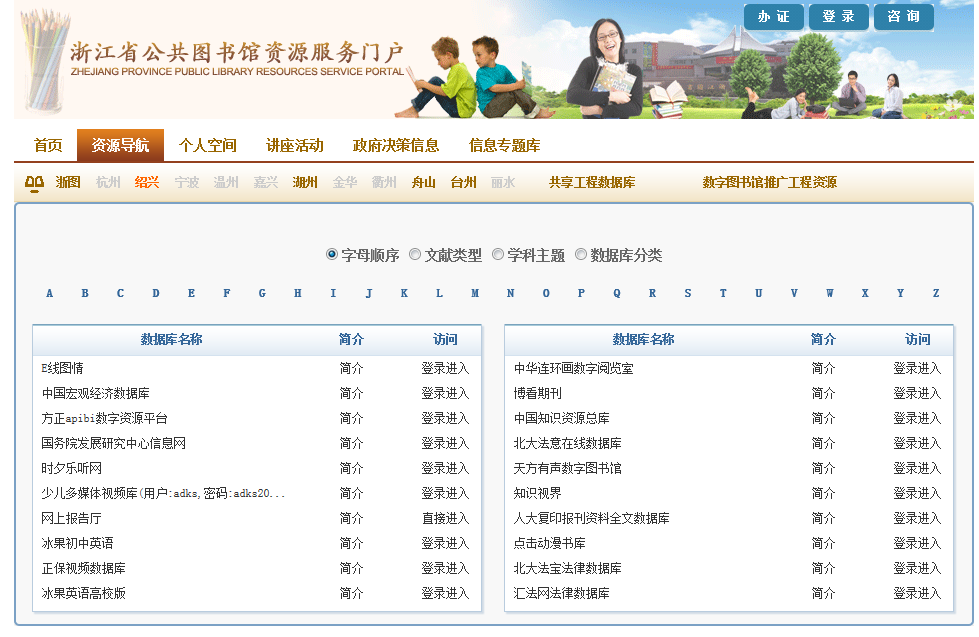 办 证 登 录 咨 询
浙江省公共图书馆资源服务门户
ZHEJIANG PROVINCE PUBLIC LIBRARY RESOURCES SERVICE PORTAL
首页 资源导航 个人空间 讲座活动 政府决策信息 信息专题库
浙图 杭州 绍兴 宁波 温州 嘉兴 湖州 金华 衢州 舟山 台州 丽水 共享工程数据库 数字图书馆推广工程资源
字母顺序 文献类型 学科主题 数据库分类
A B C D E F G H I J K L M N O P Q R S T U V W X Y Z
数据库名称 简介 访问 数据库名称 简介 访问
E线图情 简介 登录进入 中华连环画数字阅览室 简介 登录进入
中国宏观经济数据库 简介 登录进入 博看期刊 简介 登录进入
方正apibi数字资源平台 简介 登录进入 中国知识资源总库 简介 登录进入
国务院发展研究中心信息网 简介 登录进入 北大法意在线数据库 简介 登录进入
时夕乐听网 简介 登录进入 天方有声数字图书馆 简介 登录进入
少儿多媒体视频库(用户:adks,密码:adks20... 简介 登录进入 知识视界 简介 登录进入
网上报告厅 简介 直接进入 人大复印报刊资料全文数据库 简介 登录进入
冰果初中英语 简介 登录进入 点击动漫书库 简介 登录进入
正保视频数据库 简介 登录进入 北大法宝法律数据库 简介 登录进入
冰果英语高校版 简介 登录进入 汇法网法律数据库 简介 登录进入